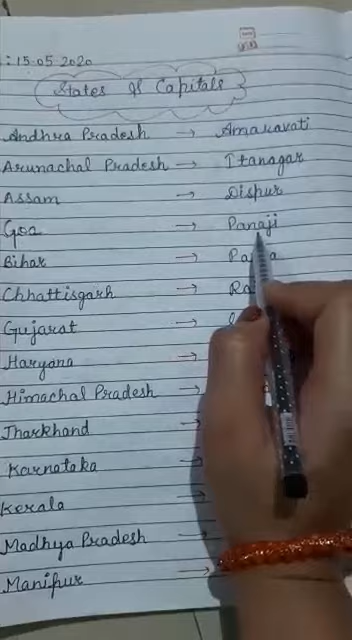 : 15.05.2020
States & Capitals
Andhra Pradesh → Amaravati
Arunachal Pradesh → Itanagar
Assam → Dispur
Goa → Panaji
Bihar →
Chhattisgarh →
Gujarat →
Haryana →
Himachal Pradesh →
Jharkhand →
Karnataka →
Kerala →
Madhya Pradesh →
Manipur →